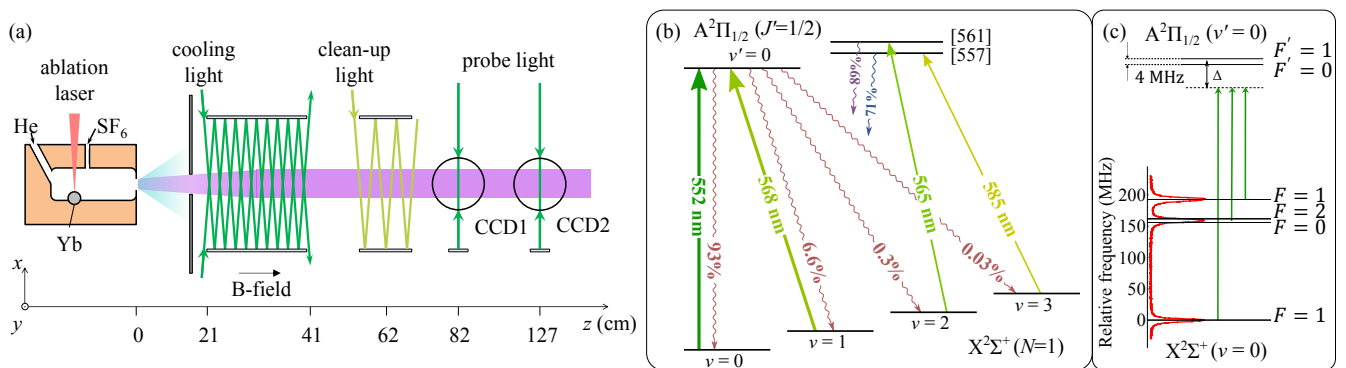 (a)
cooling
light
clean-up
light
probe light
ablation
laser
He
SF6
Yb
CCD1
CCD2
B-field
x
y
0
21
41
62
82
127
z (cm)
(b)
A²Π1/2 (J′=1/2)
v′=0
[561]
[557]
89%
71%
552 nm
568 nm
565 nm
585 nm
93%
6.6%
0.3%
0.03%
v=0
v=1
v=2
v=3
X²Σ⁺ (N=1)
(c)
A²Π1/2 (v′=0)
F′ = 1
F′ = 0
4 MHz
Δ
Relative frequency (MHz)
200
150
100
50
0
F = 1
F = 2
F = 0
F = 1
X²Σ⁺(v = 0)